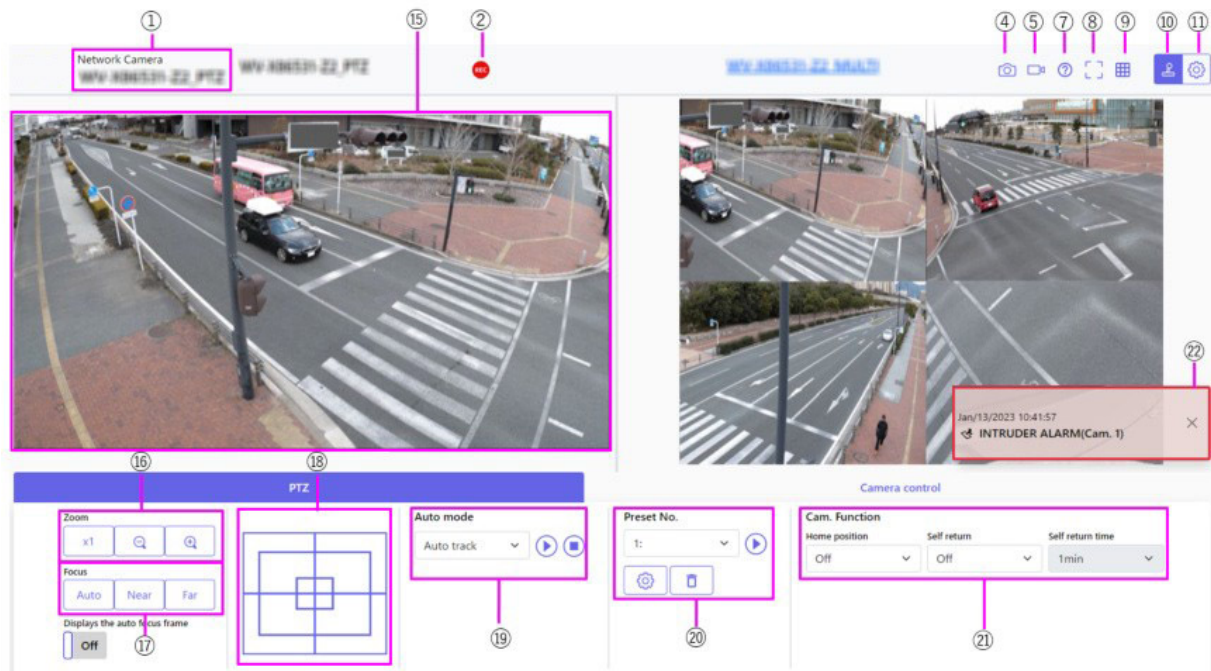 ① ⑮ ② ④ ⑤ ⑦ ⑧ ⑨ ⑩ ⑪
Network Camera
REC
㉒
Jan/13/2023 10:41:57
INTRUDER ALARM(Cam. 1)
⑯ ⑱
PTZ Camera control
Zoom
x1
Focus
Auto Near Far
Displays the auto focus frame
Off
⑰
Auto mode
Auto track
⑲
Preset No.
1:
⑳
Cam. Function
Home position Self return Self return time
Off Off 1min
㉑